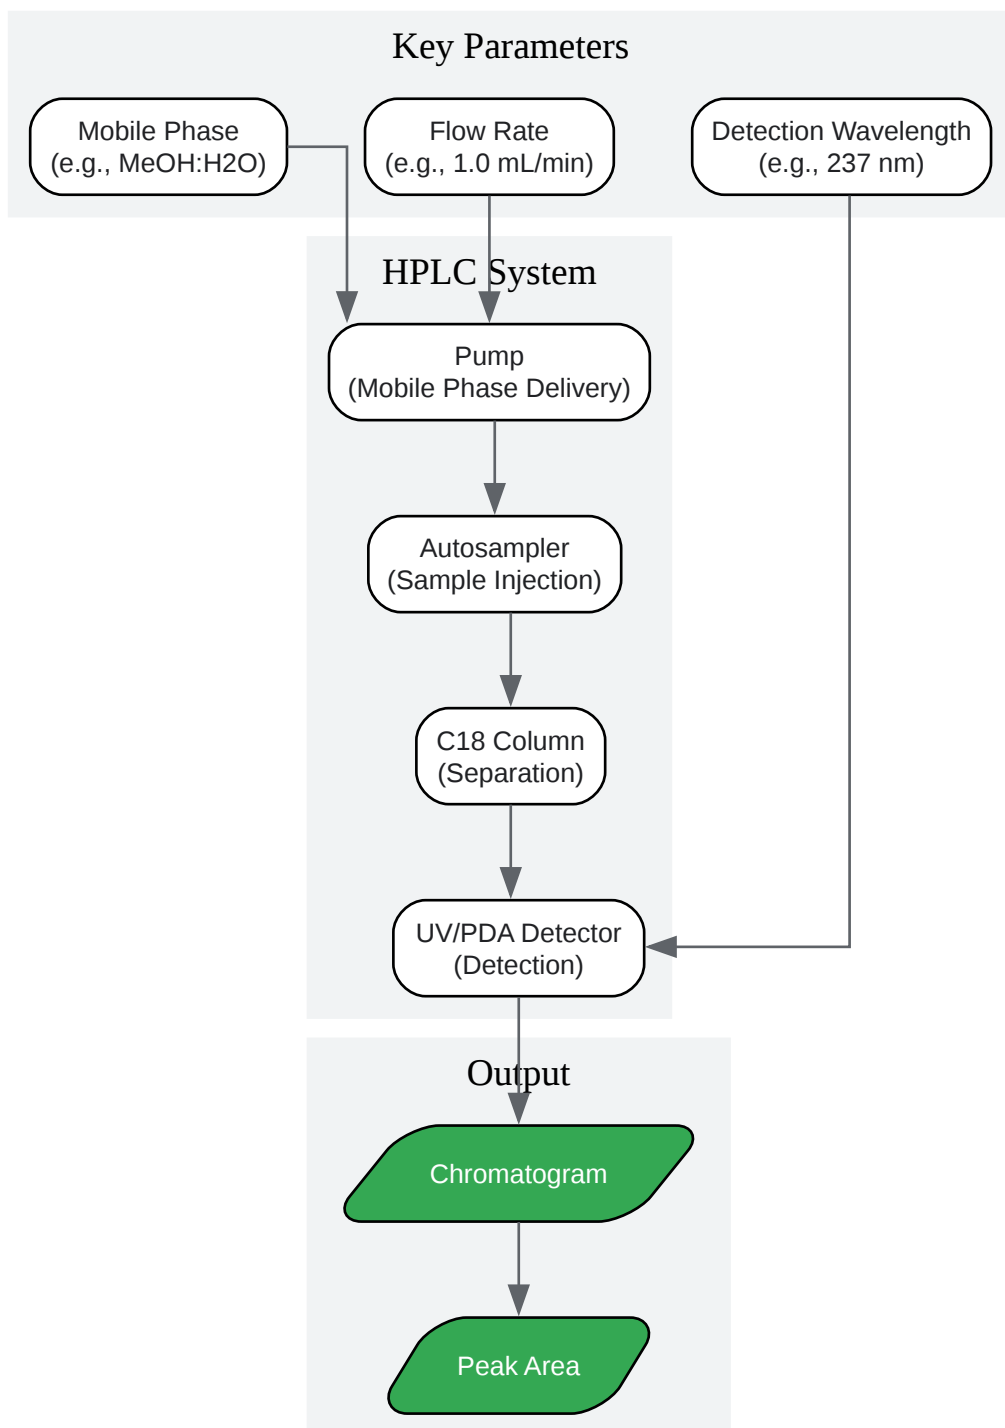 Key Parameters
Mobile Phase
(e.g., MeOH:H2O)
Flow Rate
(e.g., 1.0 mL/min)
Detection Wavelength
(e.g., 237 nm)
HPLC System
Pump
(Mobile Phase Delivery)
Autosampler
(Sample Injection)
C18 Column
(Separation)
UV/PDA Detector
(Detection)
Output
Chromatogram
Peak Area